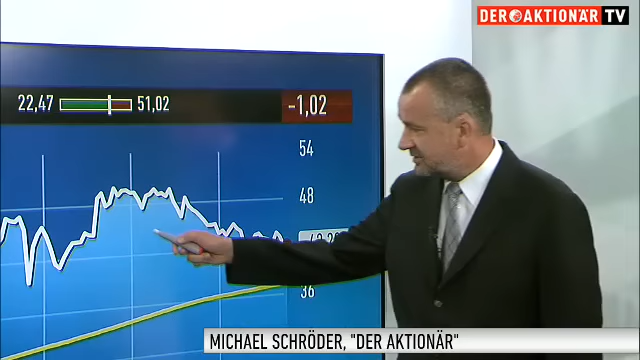 DER AKTIONÄR TV
22,47 51,02 -1,02
54
48
36
MICHAEL SCHRÖDER, "DER AKTIONÄR"